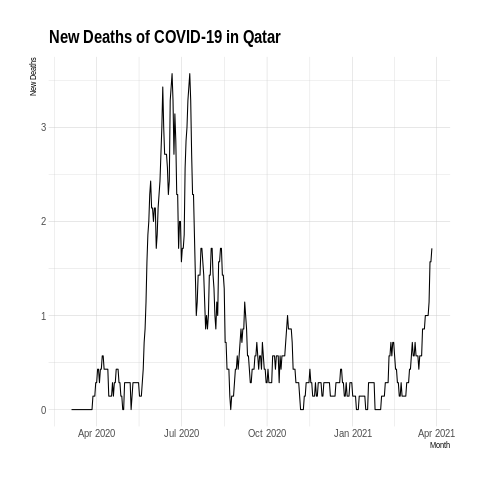 New Deaths of COVID-19 in Qatar
New Deaths
3
2
1
0
Apr 2020 Jul 2020 Oct 2020 Jan 2021 Apr 2021
Month